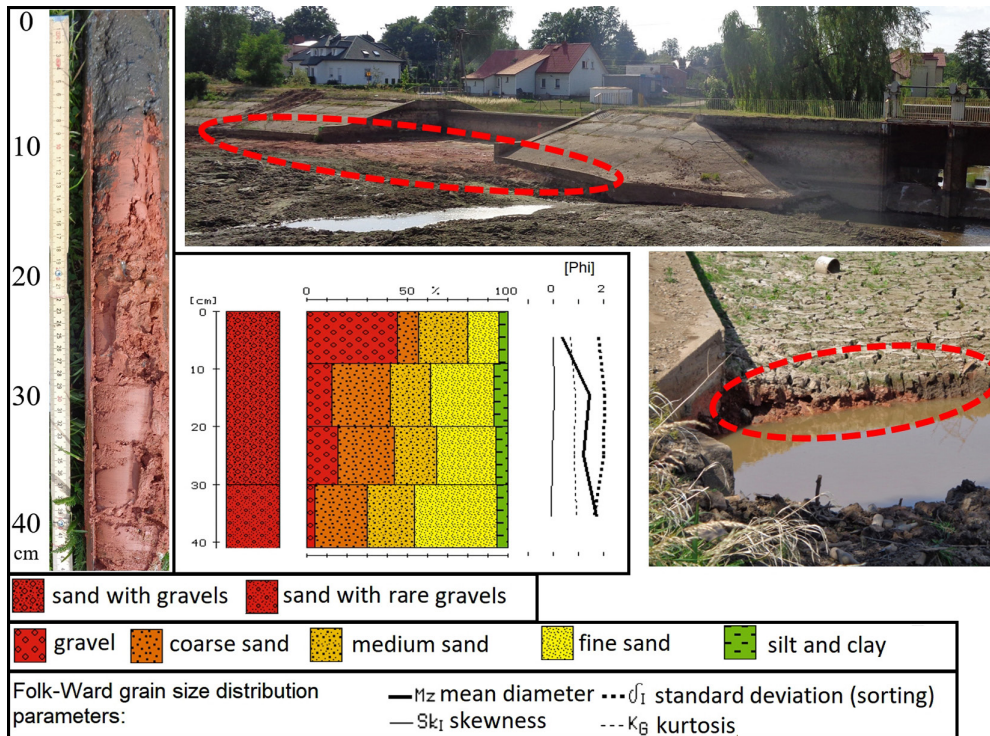 0
10
20
30
40
cm
[Phi]
0 50 % 100
0 1 2
[cm]
0
10
20
30
40
sand with gravels sand with rare gravels
gravel coarse sand medium sand fine sand silt and clay
Folk-Ward grain size distribution
parameters:
Mz mean diameter δI standard deviation (sorting)
SkI skewness KG kurtosis